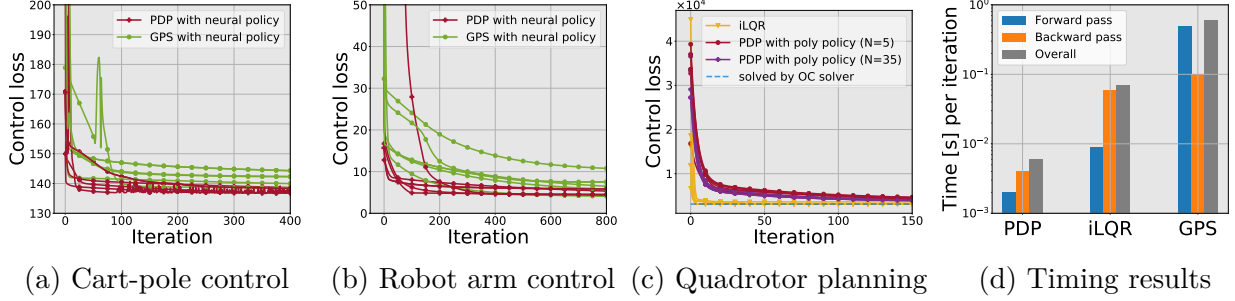 PDP with neural policy
GPS with neural policy
Control loss
200
190
180
170
160
150
140
130
0
100
200
300
400
Iteration
(a) Cart-pole control
PDP with neural policy
GPS with neural policy
Control loss
50
40
30
20
10
0
0
200
400
600
800
Iteration
(b) Robot arm control
×10⁴
iLQR
PDP with poly policy (N=5)
PDP with poly policy (N=35)
solved by OC solver
Control loss
4
3
2
1
0
50
100
150
Iteration
(c) Quadrotor planning
Forward pass
Backward pass
Overall
Time [s] per iteration
10⁰
10⁻¹
10⁻²
10⁻³
PDP
iLQR
GPS
(d) Timing results